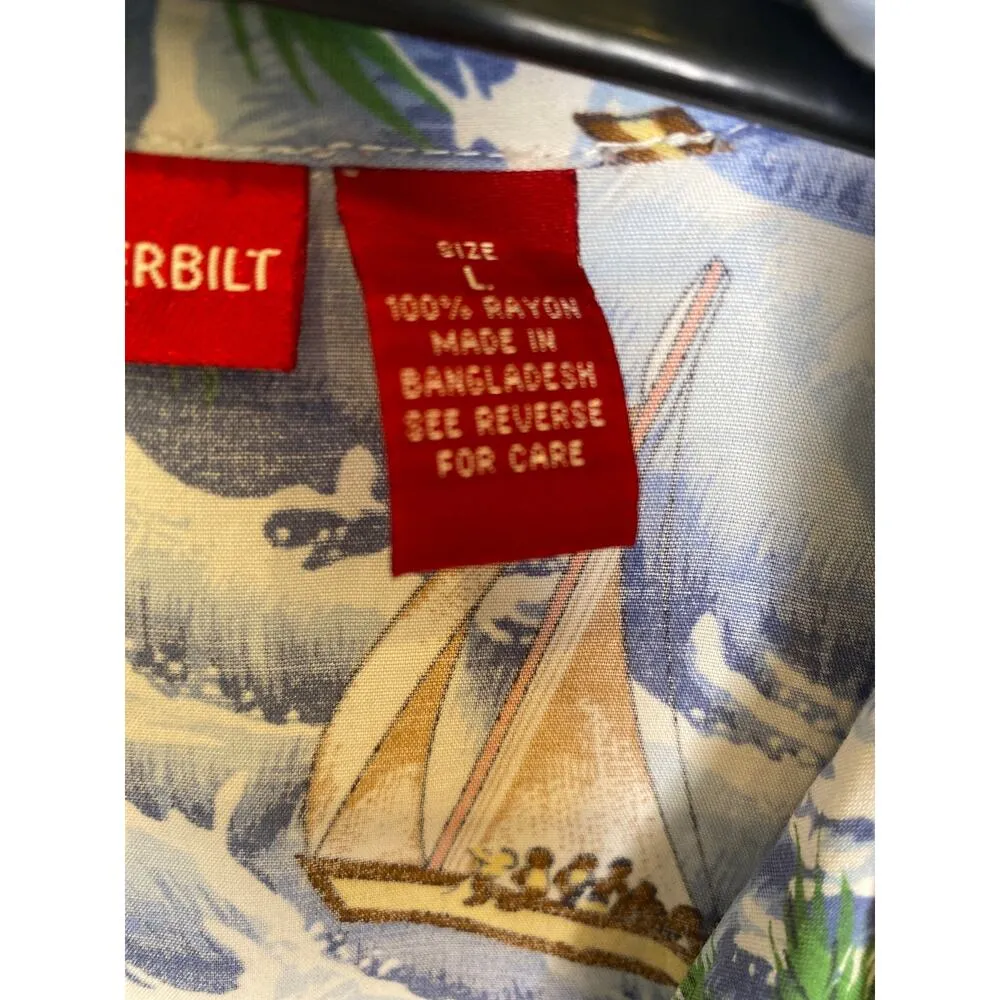 ERBILT
SIZE
L.
100% RAYON
MADE IN
BANGLADESH
SEE REVERSE
FOR CARE